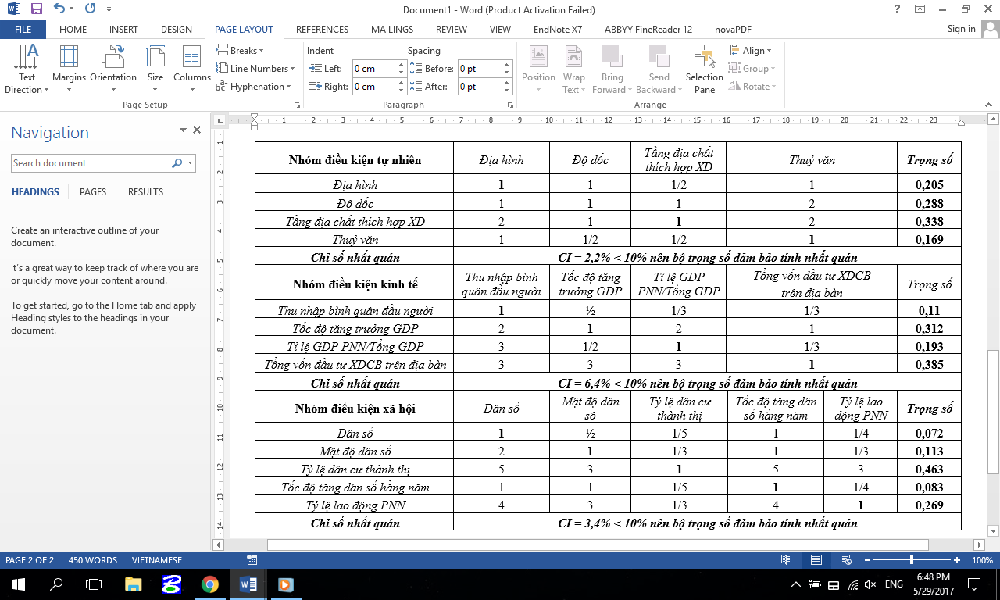 Document1 - Word (Product Activation Failed)
FILE HOME INSERT DESIGN PAGE LAYOUT REFERENCES MAILINGS REVIEW VIEW EndNote X7 ABBYY FineReader 12 novaPDF Sign in
Text Direction
Margins
Orientation
Size
Columns
Breaks
Line Numbers
Hyphenation
Page Setup
Indent
Left: 0 cm
Right: 0 cm
Spacing
Before: 0 pt
After: 0 pt
Paragraph
Position
Wrap Text
Bring Forward
Send Backward
Selection Pane
Align
Group
Rotate
Arrange
Navigation
Search document
HEADINGS PAGES RESULTS
Create an interactive outline of your
document.
It's a great way to keep track of where you are
or quickly move your content around.
To get started, go to the Home tab and apply
Heading styles to the headings in your
document.
L 1 2 3 4 5 6 7 8 9 10 11 12 13 14 15 16 17 18 19 20 21 22 23
1 2 3 4 5 6 7 8 9 10 11 12 13 14
Nhóm điều kiện tự nhiên Địa hình Độ dốc Tầng địa chất thích hợp XD Thuỷ văn Trọng số
Địa hình 1 1 1/2 1 0,205
Độ dốc 1 1 1 2 0,288
Tầng địa chất thích hợp XD 2 1 1 2 0,338
Thuỷ văn 1 1/2 1/2 1 0,169
Chỉ số nhất quán CI = 2,2% < 10% nên bộ trọng số đảm bảo tính nhất quán
Nhóm điều kiện kinh tế Thu nhập bình quân đầu người Tốc độ tăng trưởng GDP Tỉ lệ GDP PNN/Tổng GDP Tổng vốn đầu tư XDCB trên địa bàn Trọng số
Thu nhập bình quân đầu người 1 ½ 1/3 1/3 0,11
Tốc độ tăng trưởng GDP 2 1 2 1 0,312
Tỉ lệ GDP PNN/Tổng GDP 3 1/2 1 1/3 0,193
Tổng vốn đầu tư XDCB trên địa bàn 3 3 3 1 0,385
Chỉ số nhất quán CI = 6,4% < 10% nên bộ trọng số đảm bảo tính nhất quán
Nhóm điều kiện xã hội Dân số Mật độ dân số Tỷ lệ dân cư thành thị Tốc độ tăng dân số hằng năm Tỷ lệ lao động PNN Trọng số
Dân số 1 ½ 1/5 1 1/4 0,072
Mật độ dân số 2 1 1/3 1 1/3 0,113
Tỷ lệ dân cư thành thị 5 3 1 5 3 0,463
Tốc độ tăng dân số hằng năm 1 1 1/5 1 1/4 0,083
Tỷ lệ lao động PNN 4 3 1/3 4 1 0,269
Chỉ số nhất quán CI = 3,4% < 10% nên bộ trọng số đảm bảo tính nhất quán
PAGE 2 OF 2 450 WORDS VIETNAMESE 100%
ENG 6:48 PM
5/29/2017